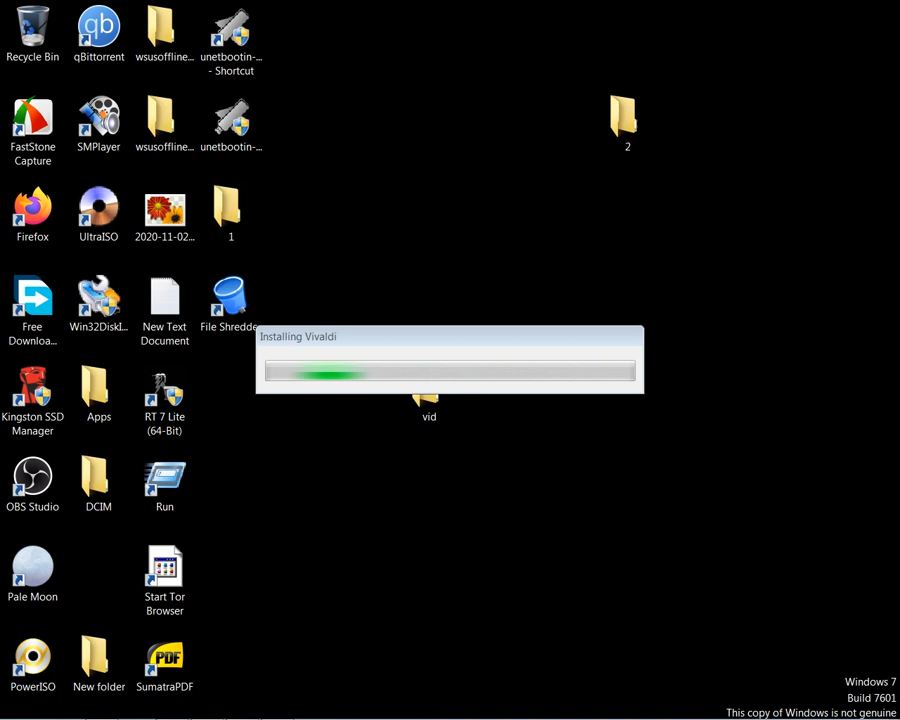 Recycle Bin
qBittorrent
wsusoffline...
unetbootin-...
- Shortcut
FastStone
Capture
SMPlayer
wsusoffline...
unetbootin-...
2
Firefox
UltraISO
2020-11-02...
1
Free
Downloa...
Win32DiskI...
New Text
Document
File Shredde
Installing Vivaldi
Kingston SSD
Manager
Apps
RT 7 Lite
(64-Bit)
vid
OBS Studio
DCIM
Run
Pale Moon
Start Tor
Browser
PowerISO
New folder
PDF
SumatraPDF
Windows 7
Build 7601
This copy of Windows is not genuine